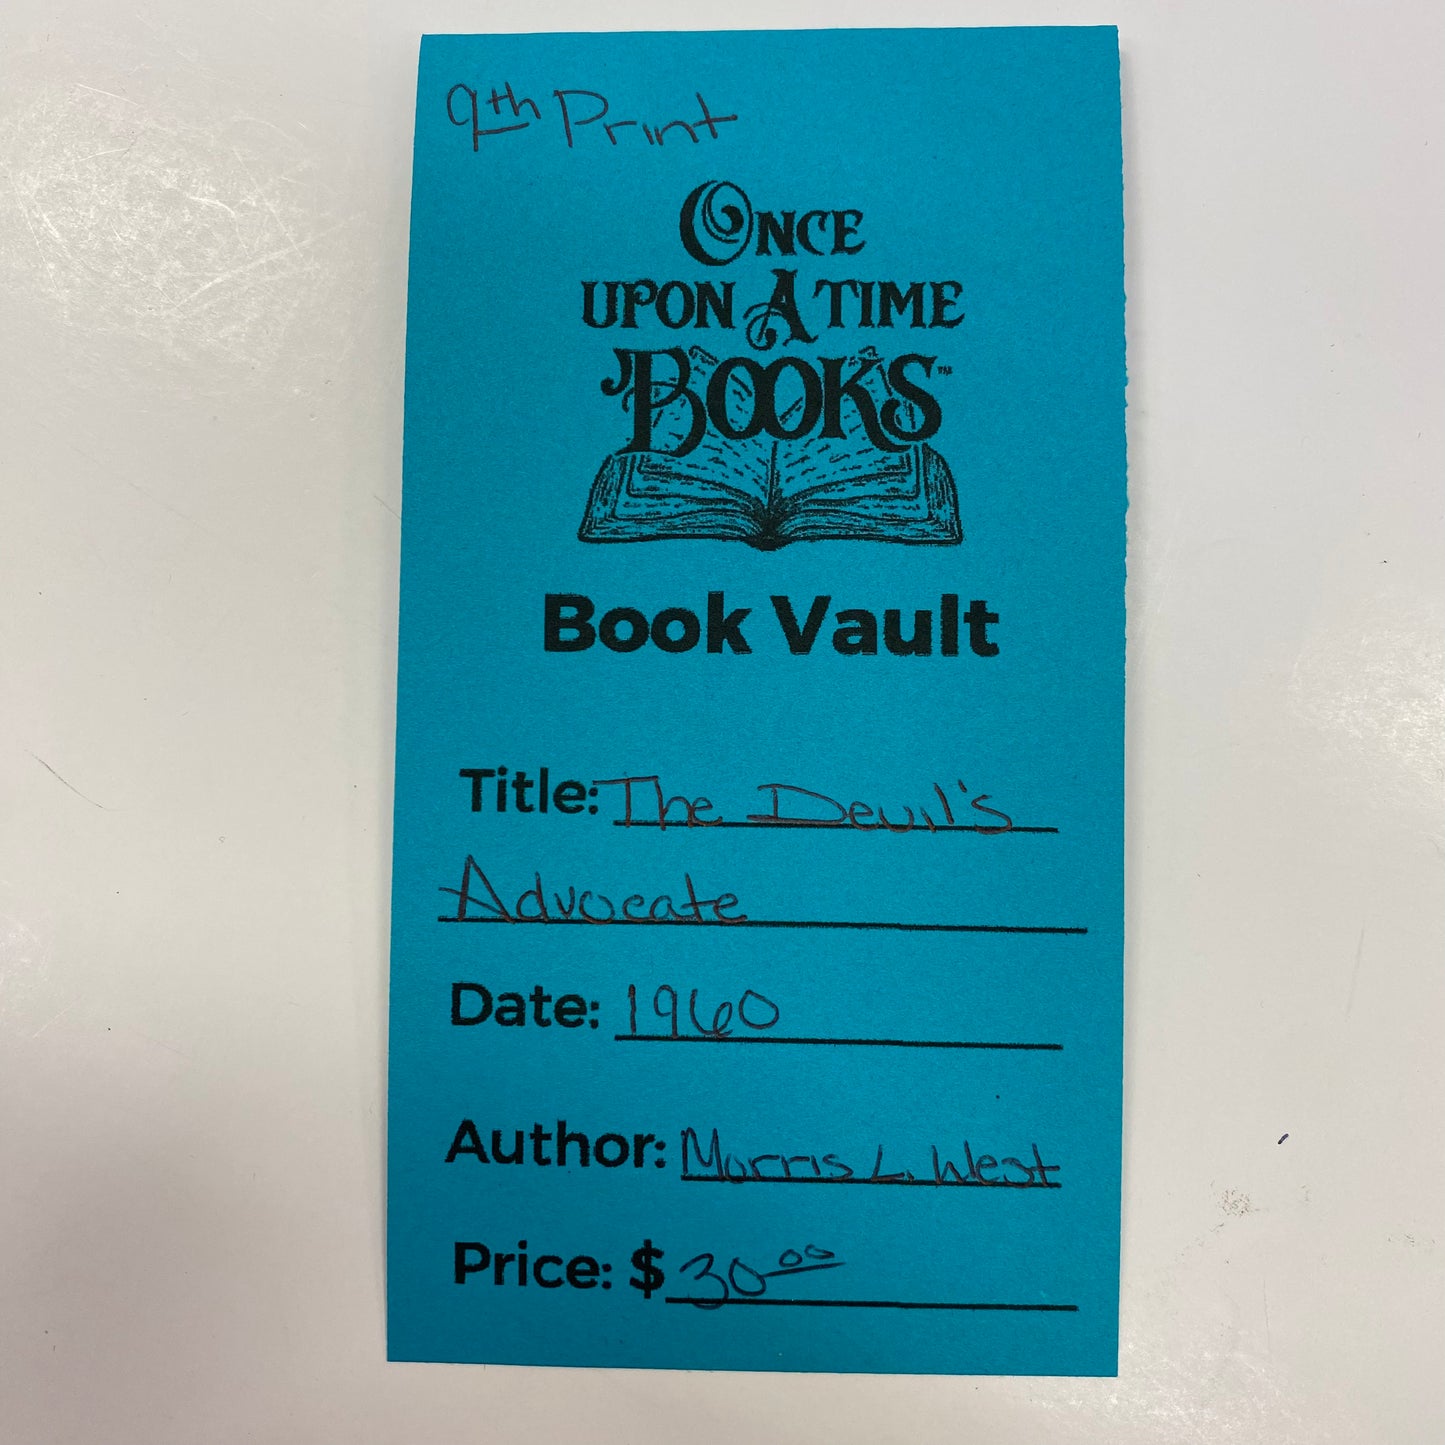 9th Print
ONCE
UPON A TIME
BOOKS™
Book Vault
Title: The Devil's
Advocate
Date: 1960
Author: Morris L. West
Price: $30.00